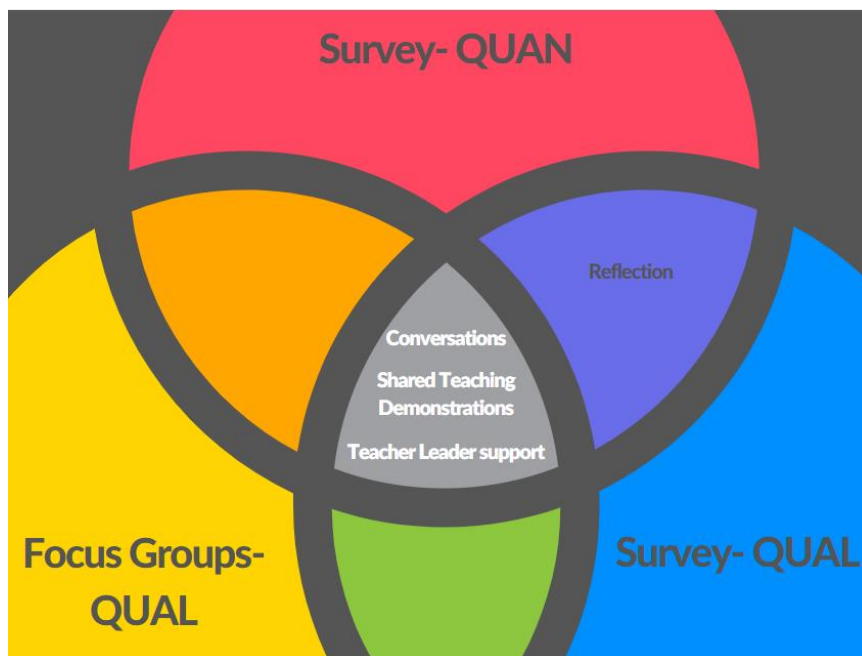 Survey- QUAN
Reflection
Conversations
Shared Teaching
Demonstrations
Teacher Leader support
Focus Groups-
QUAL
Survey- QUAL